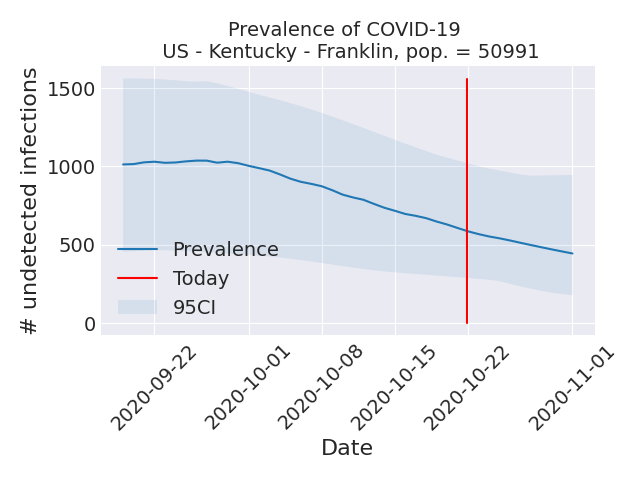 Prevalence of COVID-19
US - Kentucky - Franklin, pop. = 50991
# undetected infections
1500
1000
500
0
Prevalence
Today
95CI
2020-09-22
2020-10-01
2020-10-08
2020-10-15
2020-10-22
2020-11-01
Date